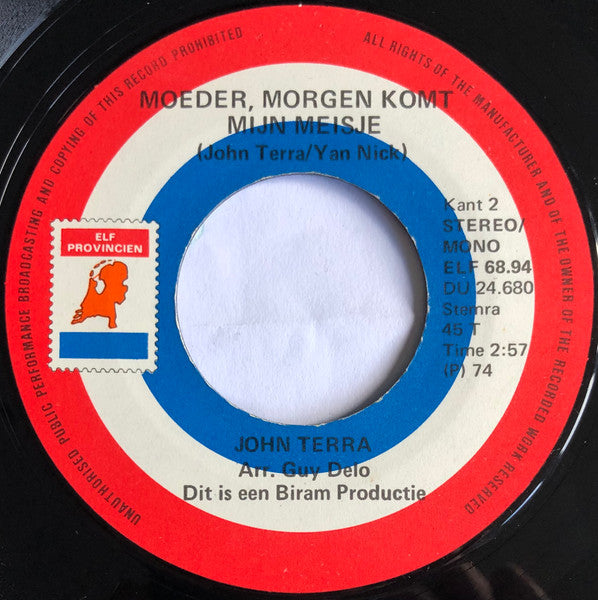 UNAUTHORISED PUBLIC PERFORMANCE BROADCASTING AND COPYING OF THIS RECORD PROHIBITED
ALL RIGHTS OF THE MANUFACTURER AND OF THE OWNER OF THE RECORDED WORK RESERVED
MOEDER, MORGEN KOMT
MIJN MEISJE
(John Terra/Yan Nick)
ELF
PROVINCIEN
Kant 2
STEREO/
MONO
ELF 68.94
DU 24.680
Stemra
45 T
Time 2:57
(P) 74
JOHN TERRA
Arr. Guy Delo
Dit is een Biram Productie